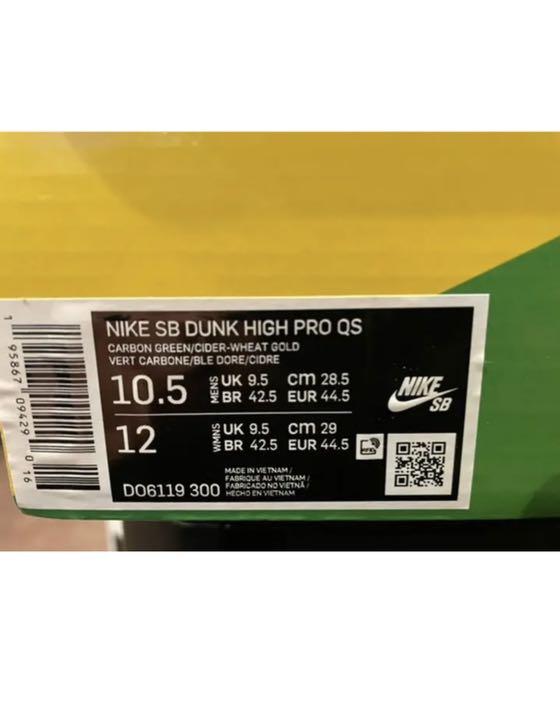 NIKE SB DUNK HIGH PRO QS
CARBON GREEN/CIDER-WHEAT GOLD
VERT CARBONE/BLE DORE/CIDRE
10.5 MENS UK 9.5 cm 28.5
BR 42.5 EUR 44.5
12 WMNS UK 9.5 cm 29
BR 42.5 EUR 44.5
MADE IN VIETNAM /
FABRIQUE AU VIETNAM /
FABRICADO NO VIETNÃ /
HECHO EN VIETNAM
DO6119 300
NIKE
SB
1 95867 09429 016